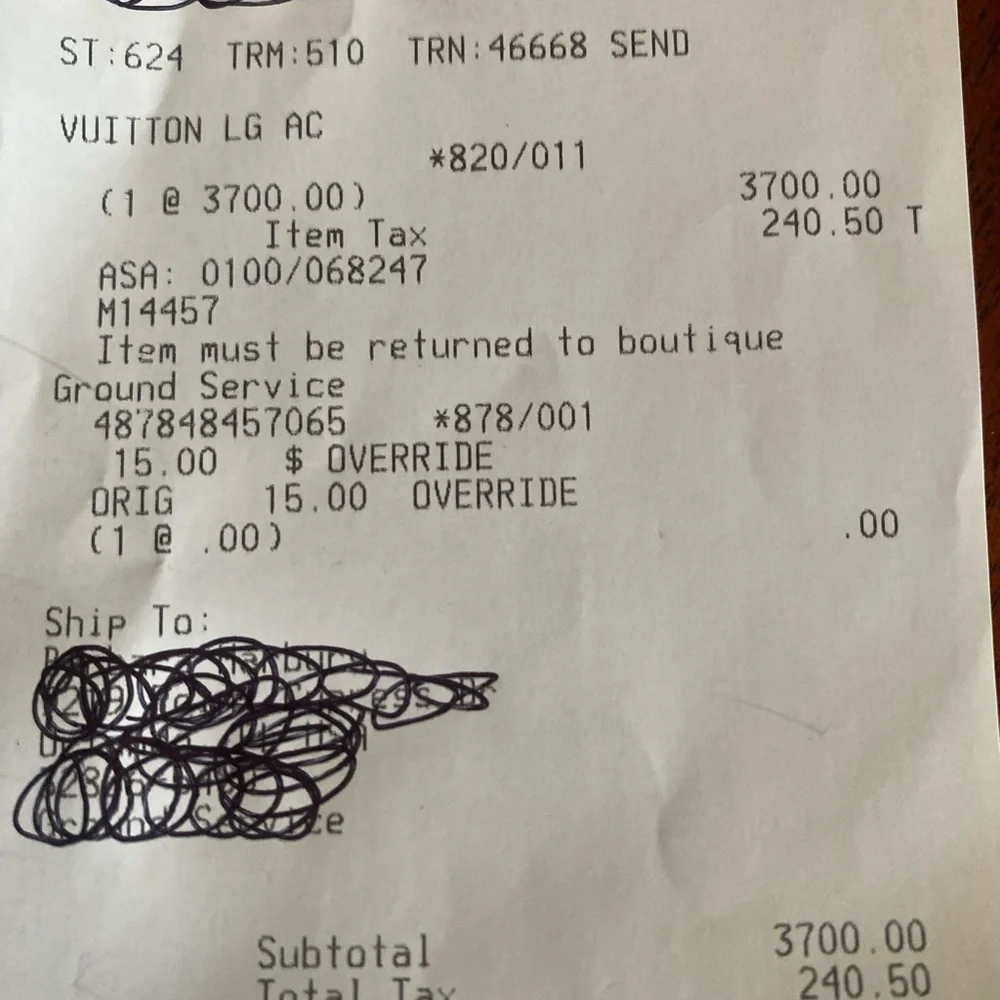 ST:624 TRM:510 TRN:46668 SEND
VUITTON LG AC
*820/011
(1 @ 3700.00) 3700.00
Item Tax 240.50 T
ASA: 0100/068247
M14457
Item must be returned to boutique
Ground Service
487848457065 *878/001
15.00 $ OVERRIDE
ORIG 15.00 OVERRIDE
(1 @ .00) .00
Ship To:
Subtotal 3700.00
Total Tax 240.50